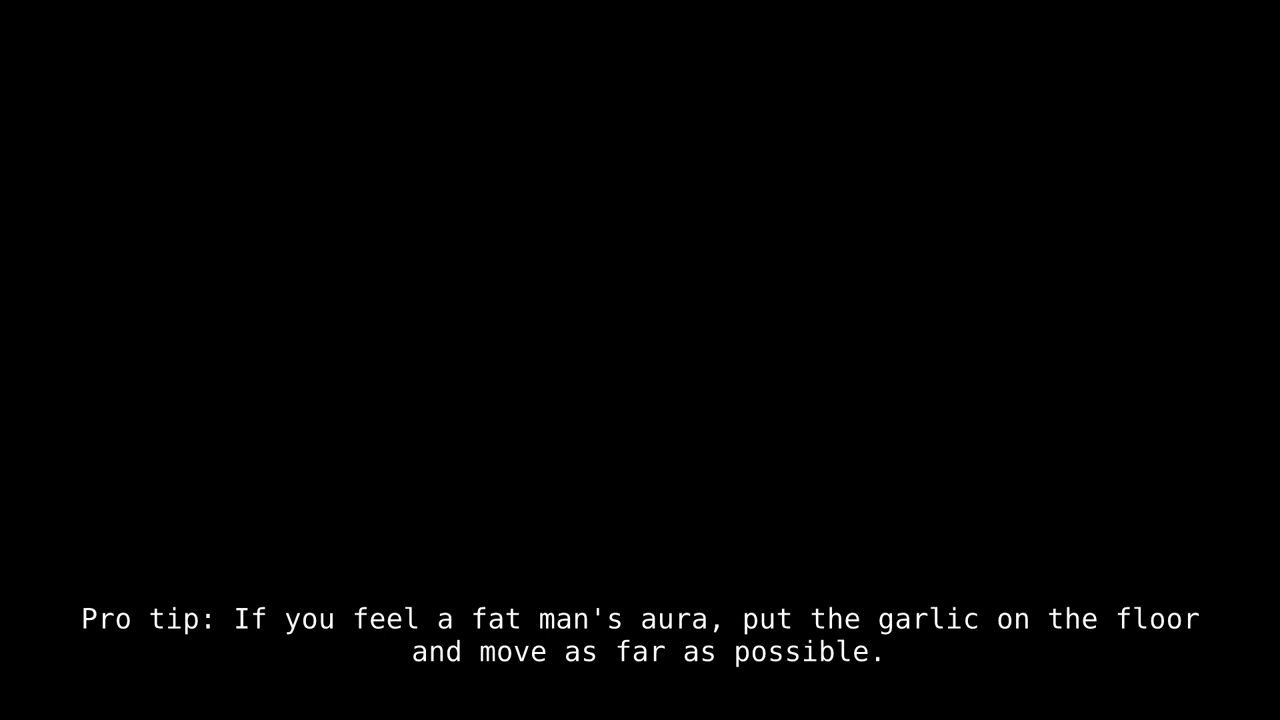 Pro tip: If you feel a fat man's aura, put the garlic on the floor
and move as far as possible.